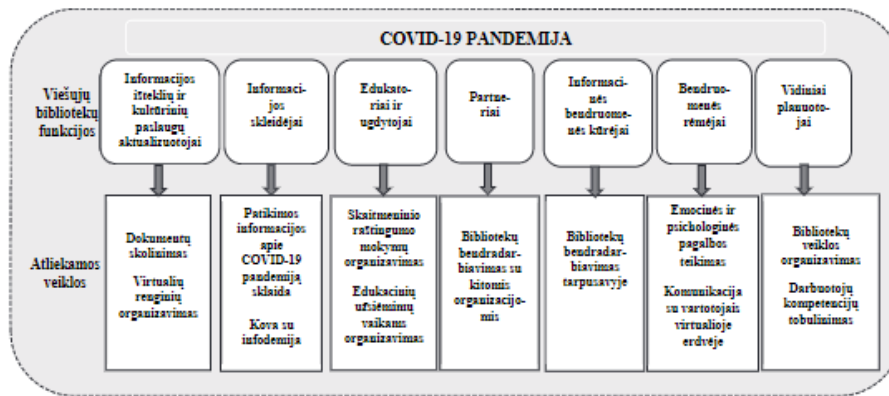 COVID-19 PANDEMIJA
Viešųjų
bibliotekų
funkcijos
Informacijos
išteklių ir
kultūrinių
paslaugų
aktualizuotojai
Informaci-
jos
skleidėjai
Edukato-
riai ir
ugdytojai
Partne-
riai
Informaci-
nės
bendruome-
nės kūrėjai
Bendruo-
menės
rėmėjai
Vidiniai
planuoto-
jai
Atliekamos
veiklos
Dokumentų
skolinimas
Virtualių
renginių
organizavimas
Patikimos
informacijos
apie
COVID-19
pandemiją
sklaida
Kova su
infodemija
Skaitmeninio
raštingumo
mokymų
organizavimas
Edukacinių
užsiėmimų
vaikams
organizavimas
Bibliotekų
bendradar-
biavimas su
kitomis
organizacijo-
mis
Bibliotekų
bendradar-
biavimas
tarpusavyje
Emocinės ir
psichologinės
pagalbos
teikimas
Komunikacija
su vartotojais
virtualioje
erdvėje
Bibliotekų
veiklos
organizavimas
Darbuotojų
kompetencijų
tobulinimas